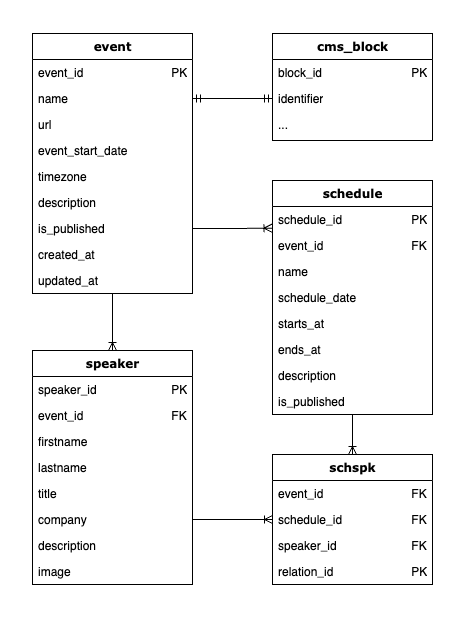 event
event_id PK
name
url
event_start_date
timezone
description
is_published
created_at
updated_at
cms_block
block_id PK
identifier
...
schedule
schedule_id PK
event_id FK
name
schedule_date
starts_at
ends_at
description
is_published
speaker
speaker_id PK
event_id FK
firstname
lastname
title
company
description
image
schspk
event_id FK
schedule_id FK
speaker_id FK
relation_id PK